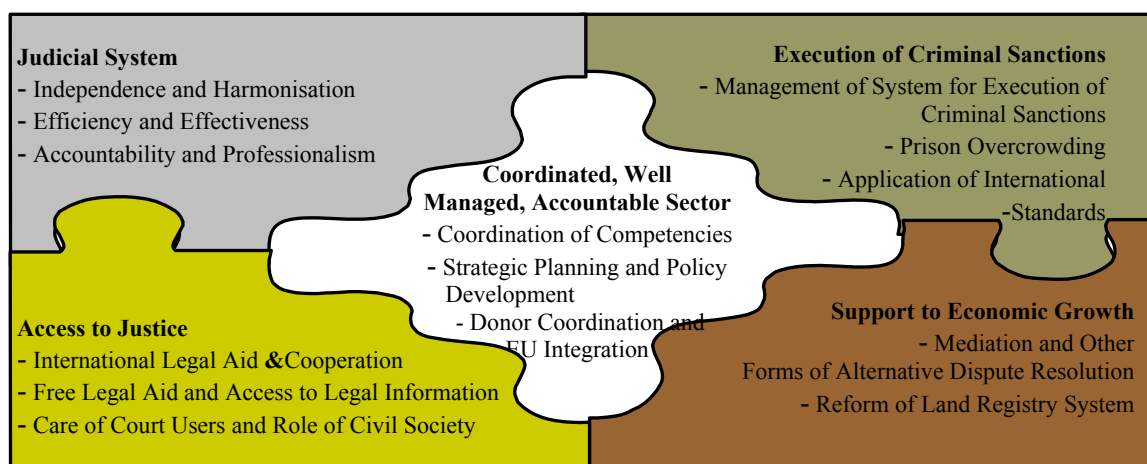 Judicial System
- Independence and Harmonisation
- Efficiency and Effectiveness
- Accountability and Professionalism
Execution of Criminal Sanctions
- Management of System for Execution of
Criminal Sanctions
- Prison Overcrowding
- Application of International
-Standards
Coordinated, Well
Managed, Accountable Sector
- Coordination of Competencies
- Strategic Planning and Policy
Development
- Donor Coordination and
EU Integration
Access to Justice
- International Legal Aid &Cooperation
- Free Legal Aid and Access to Legal Information
- Care of Court Users and Role of Civil Society
Support to Economic Growth
- Mediation and Other
Forms of Alternative Dispute Resolution
- Reform of Land Registry System